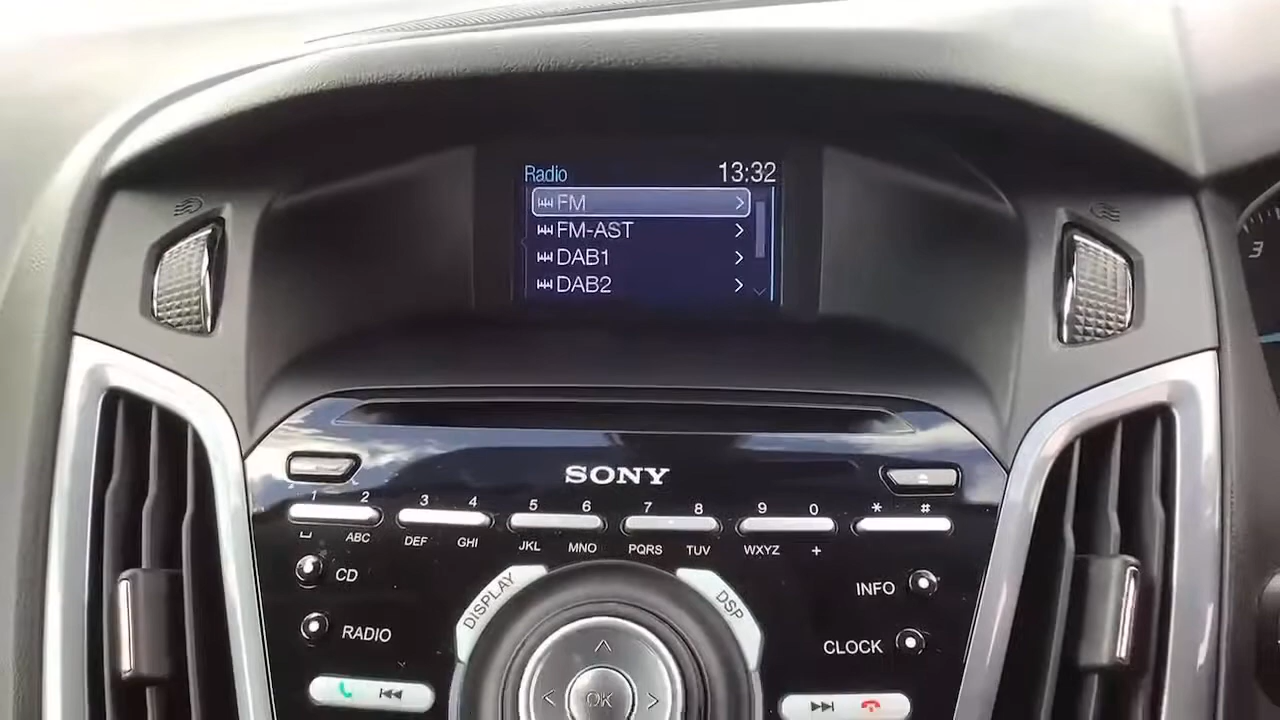 Radio 13:32
FM
FM-AST
DAB1
DAB2
3
SONY
1 2 3 4 5 6 7 8 9 0 * #
ABC DEF GHI JKL MNO PQRS TUV WXYZ +
CD
DISPLAY
DSP
INFO
RADIO
CLOCK
OK